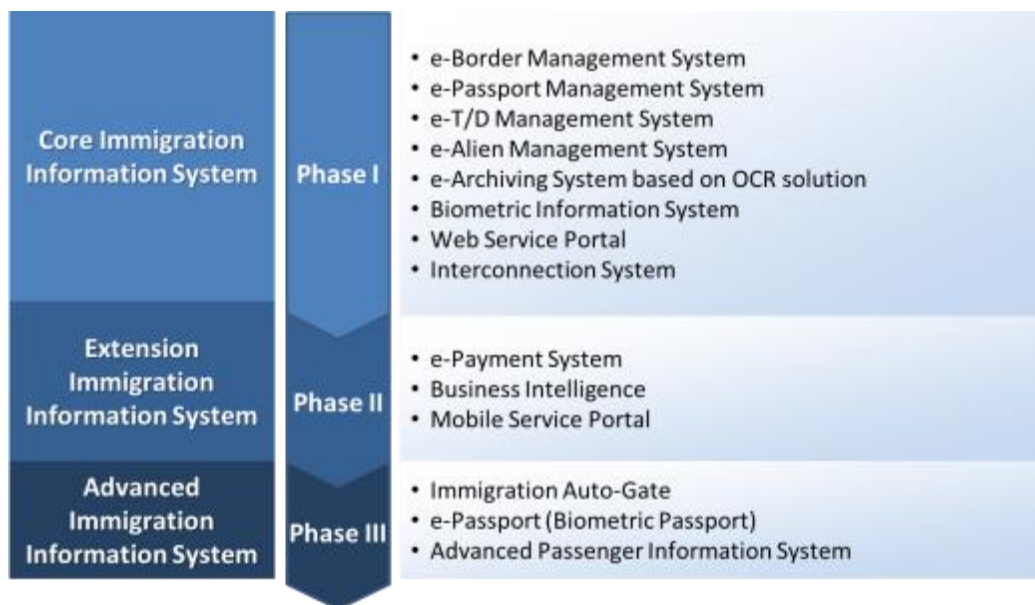 Core Immigration
Information System
Phase I
• e-Border Management System
• e-Passport Management System
• e-T/D Management System
• e-Alien Management System
• e-Archiving System based on OCR solution
• Biometric Information System
• Web Service Portal
• Interconnection System
Extension
Immigration
Information System
Phase II
• e-Payment System
• Business Intelligence
• Mobile Service Portal
Advanced
Immigration
Information System
Phase III
• Immigration Auto-Gate
• e-Passport (Biometric Passport)
• Advanced Passenger Information System